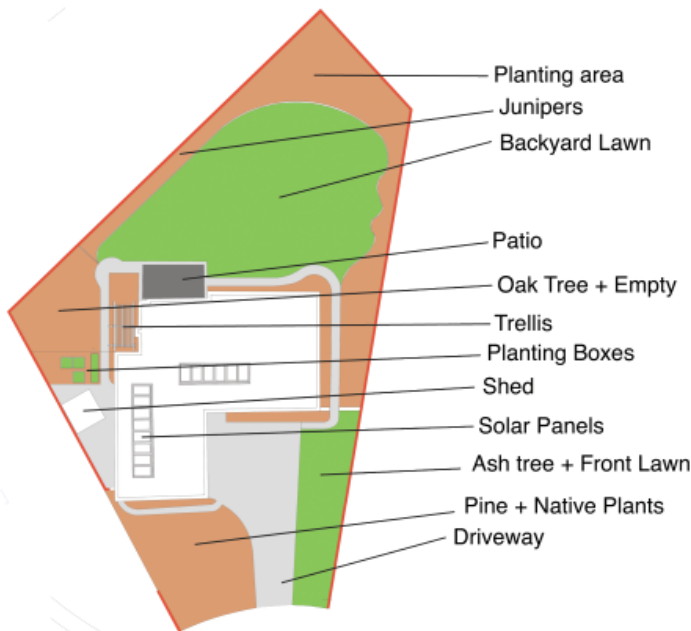 Planting area
Junipers
Backyard Lawn
Patio
Oak Tree + Empty
Trellis
Planting Boxes
Shed
Solar Panels
Ash tree + Front Lawn
Pine + Native Plants
Driveway